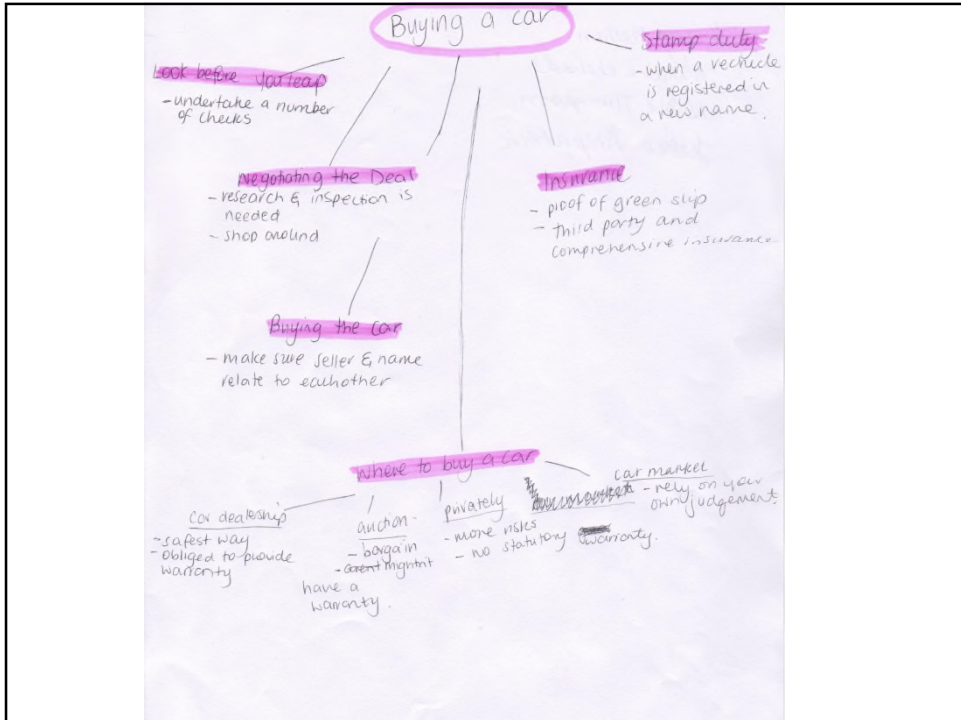 Buying a car
Stamp duty
- when a vechicle
is registered in
a new name.
Look before you leap
- undertake a number
of checks
Negotiating the Deal
- research & inspection is
needed
- shop around
Insurance
- proof of green slip
- third party and
comprehensive insurance
Buying the car
- make sure seller & name
relate to eachother
where to buy a car
car dealership
- safest way
- obliged to provide
warranty
auction -
- bargain
have a
warranty.
privately
- more risks
- no statutory warranty.
car market
- rely on your
own judgement.